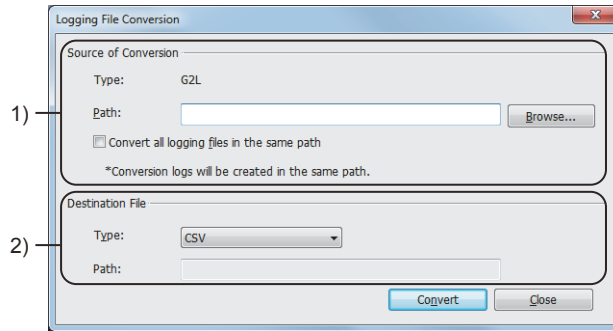 Logging File Conversion
Source of Conversion
Type: G2L
1)
Path: Browse...
Convert all logging files in the same path
*Conversion logs will be created in the same path.
Destination File
2)
Type: CSV
Path:
Convert Close